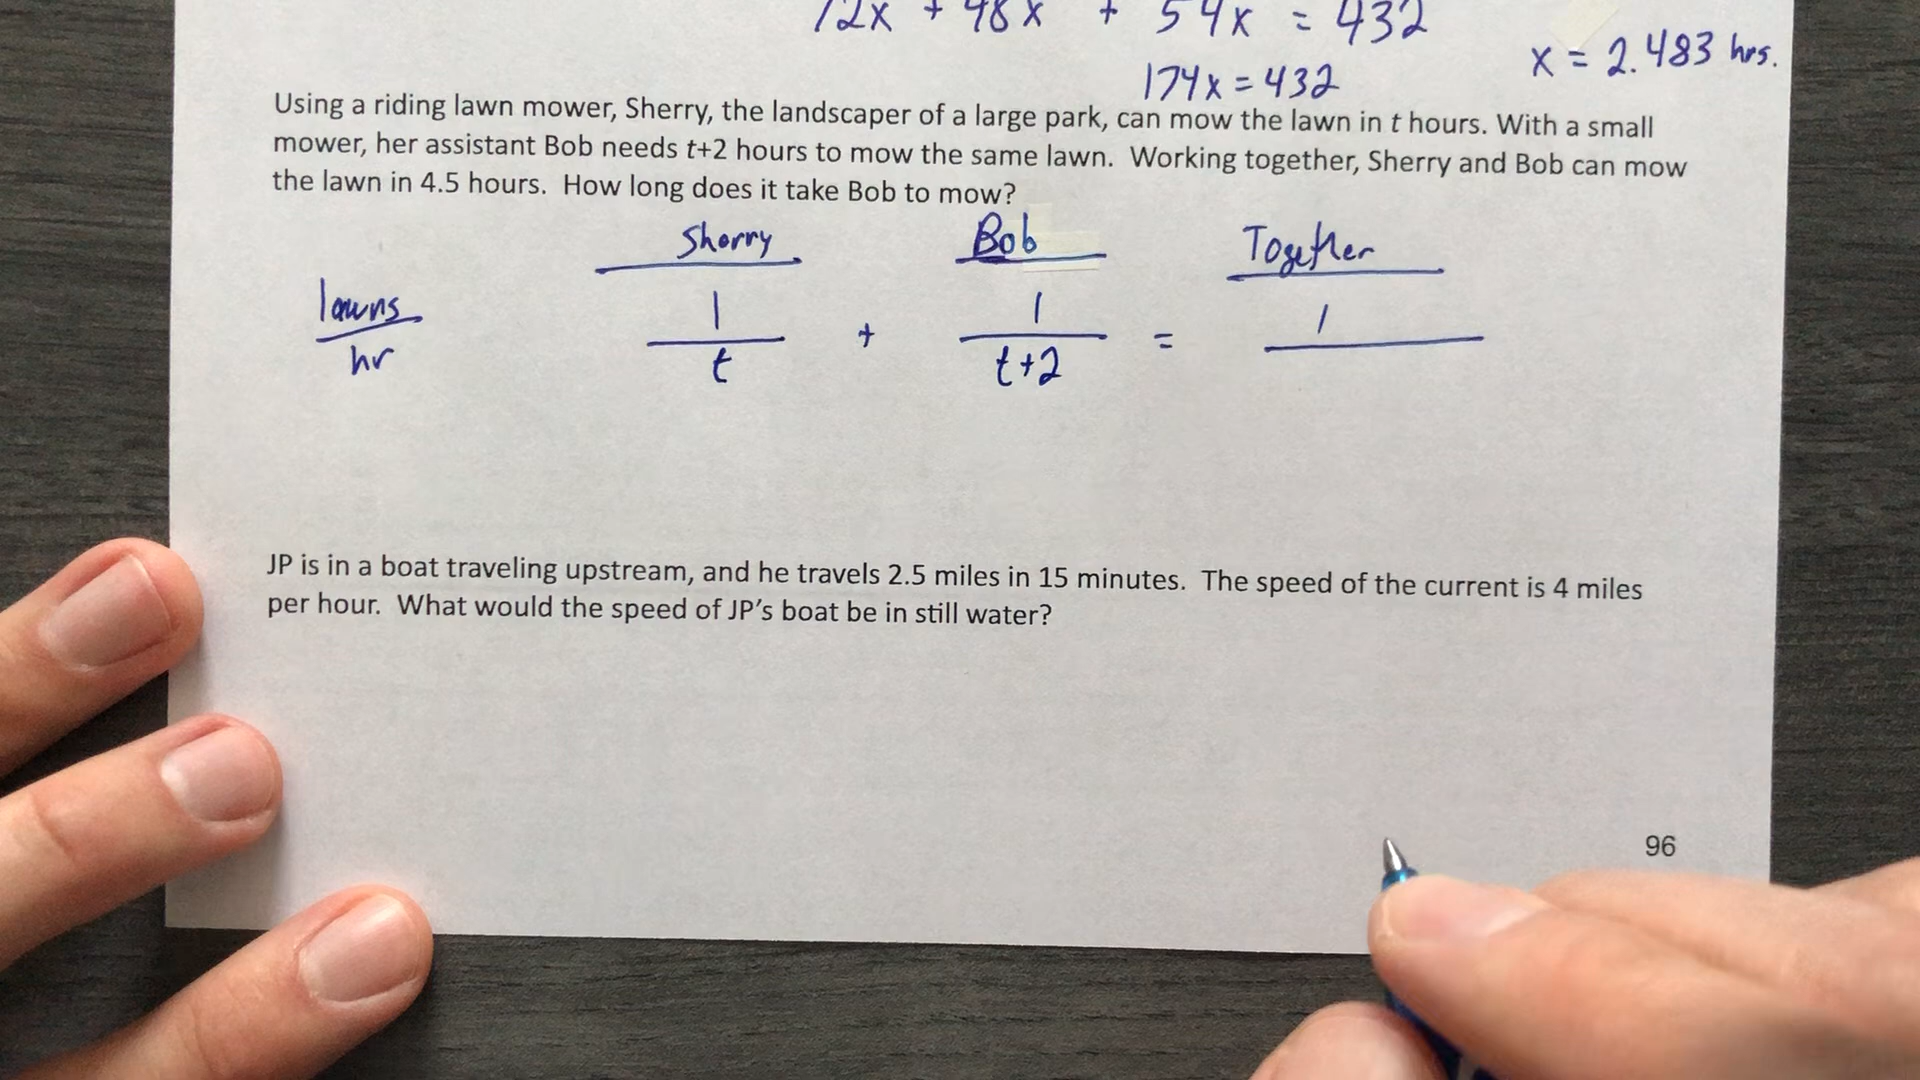 72x + 48x + 54x = 432
x = 2.483 hrs.
174x = 432
Using a riding lawn mower, Sherry, the landscaper of a large park, can mow the lawn in t hours. With a small
mower, her assistant Bob needs t+2 hours to mow the same lawn. Working together, Sherry and Bob can mow
the lawn in 4.5 hours. How long does it take Bob to mow?
Sherry Bob Together
lawns 1 + 1 = 1
hr t t+2
JP is in a boat traveling upstream, and he travels 2.5 miles in 15 minutes. The speed of the current is 4 miles
per hour. What would the speed of JP's boat be in still water?
96